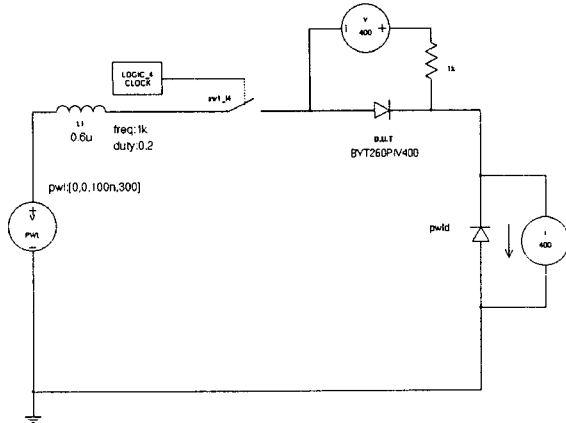 V
400
1k
LOGIC_4
CLOCK
sw1_l4
L1
0.6u
freq:1k
duty:0.2
D.U.T
BYT260PIV400
pwl:[0,0,100n,300]
V
PWL
pwld
i
400